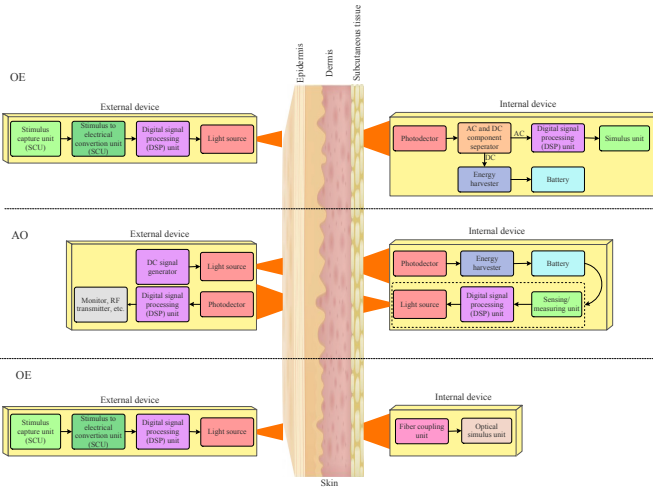 Epidermis
Dermis
Subcutaneous tissue
OE
External device
Stimulus
capture unit
(SCU)
Stimulus to
electrical
convertion unit
(SCU)
Digital signal
processing
(DSP) unit
Light source
Internal device
Photodector
AC and DC
component
seperator
AC
DC
Digital signal
processing
(DSP) unit
Simulus unit
Energy
harvester
Battery
AO
External device
DC signal
generator
Light source
Monitor, RF
transmitter, etc.
Digital signal
processing
(DSP) unit
Photodector
Internal device
Photodector
Energy
harvester
Battery
Light source
Digital signal
processing
(DSP) unit
Sensing/
measuring unit
OE
External device
Stimulus
capture unit
(SCU)
Stimulus to
electrical
convertion unit
(SCU)
Digital signal
processing
(DSP) unit
Light source
Internal device
Fiber coupling
unit
Optical
simulus unit
Skin